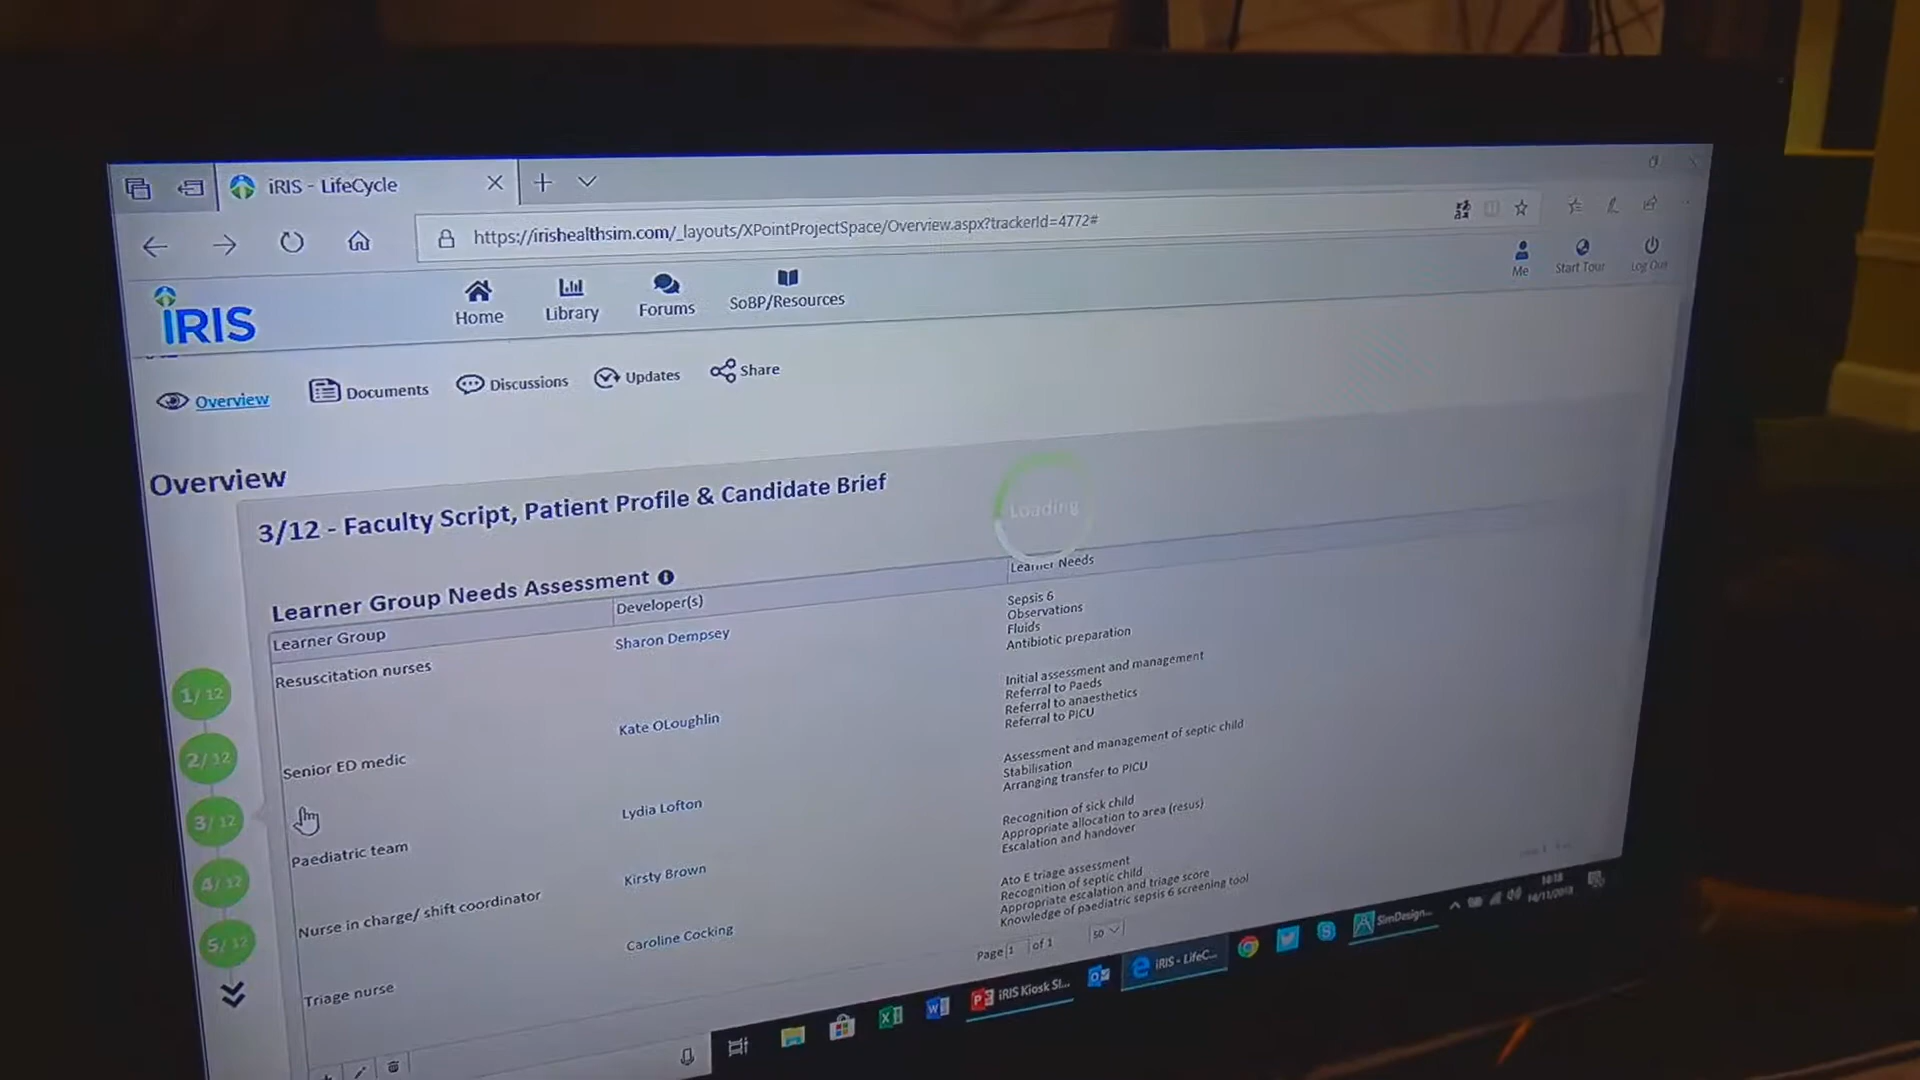 iRIS - LifeCycle
https://irishealthsim.com/_layouts/XPointProjectSpace/Overview.aspx?trackerId=4772#
iRIS
Home
Library
Forums
SoBP/Resources
Me
Start Tour
Log Out
Overview
Documents
Discussions
Updates
Share
Overview
3/12 - Faculty Script, Patient Profile & Candidate Brief
Loading
Learner Group Needs Assessment
Learner Group
Developer(s)
Learner Needs
Resuscitation nurses
Sharon Dempsey
Sepsis 6
Observations
Fluids
Antibiotic preparation
Senior ED medic
Kate OLoughlin
Initial assessment and management
Referral to Paeds
Referral to anaesthetics
Referral to PICU
Paediatric team
Lydia Lofton
Assessment and management of septic child
Stabilisation
Arranging transfer to PICU
Nurse in charge/ shift coordinator
Kirsty Brown
Recognition of sick child
Appropriate allocation to area (resus)
Escalation and handover
Triage nurse
Caroline Cocking
Ato E triage assessment
Recognition of septic child
Appropriate escalation and triage score
Knowledge of paediatric sepsis 6 screening tool
1/12
2/12
3/12
4/12
5/12
Page 1 of 1
50
iRIS Kiosk Sl...
iRIS - LifeC...
SimDesign...